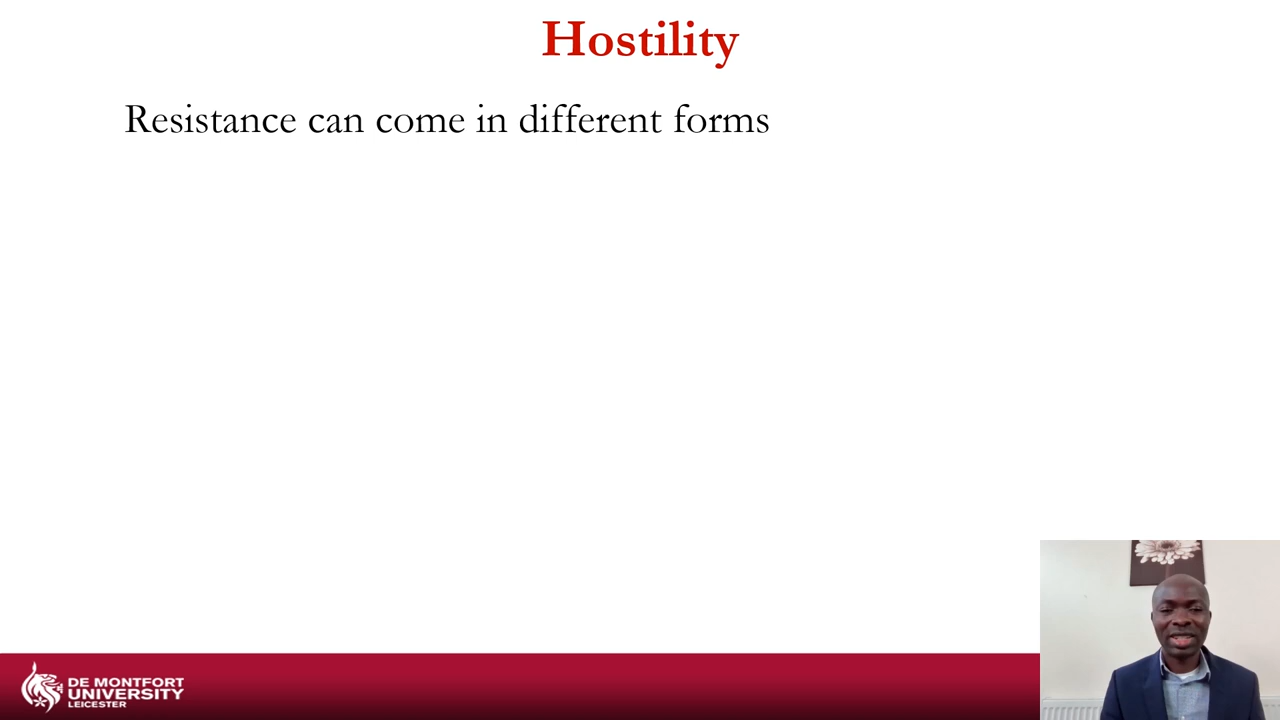 Hostility
Resistance can come in different forms
DE MONTFORT
UNIVERSITY
LEICESTER